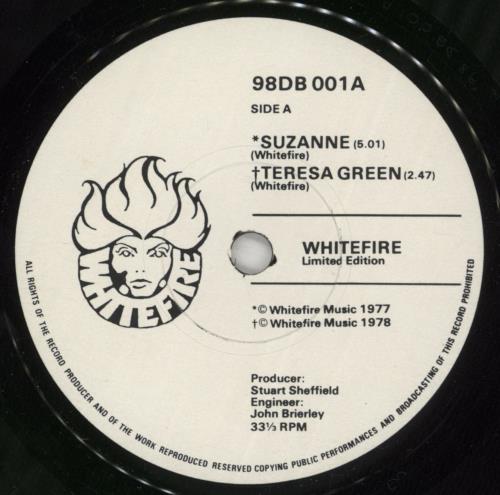 98DB 001A
SIDE A
*SUZANNE (5.01)
(Whitefire)
†TERESA GREEN (2.47)
(Whitefire)
WHITEFIRE
WHITEFIRE
Limited Edition
*© Whitefire Music 1977
†© Whitefire Music 1978
Producer:
Stuart Sheffield
Engineer:
John Brierley
33⅓ RPM
ALL RIGHTS OF THE RECORD PRODUCER AND OF THE WORK REPRODUCED RESERVED COPYING PUBLIC PERFORMANCES AND BROADCASTING OF THIS RECORD PROHIBITED